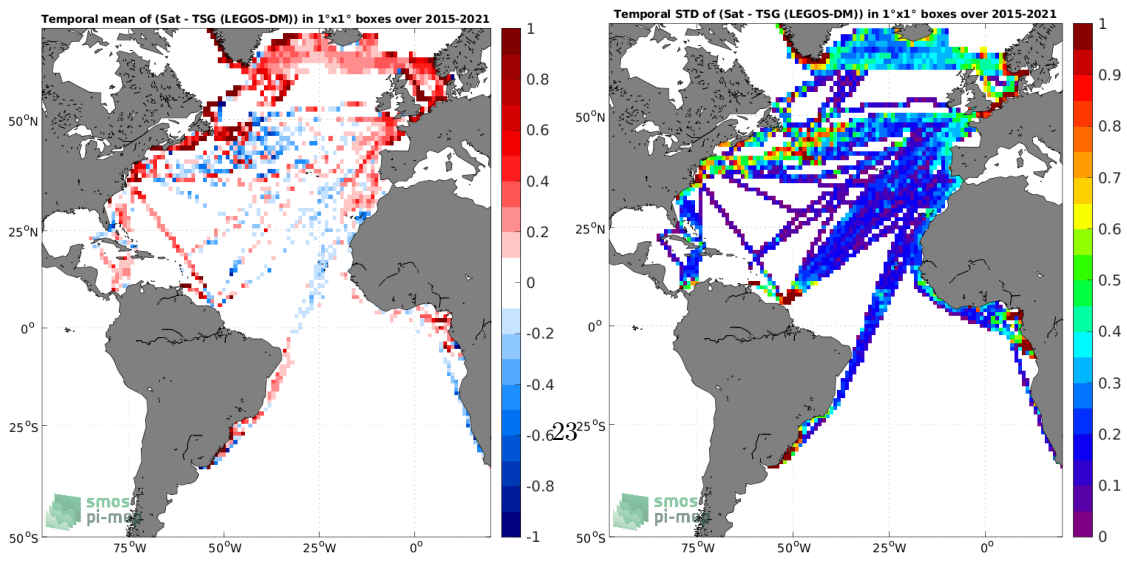 Temporal mean of (Sat - TSG (LEGOS-DM)) in 1°x1° boxes over 2015-2021
50°N
25°N
0°
25°S
50°S
75°W
50°W
25°W
0°
1
0.8
0.6
0.4
0.2
0
-0.2
-0.4
-0.6
-0.8
-1
smos
pi-mep
23
Temporal STD of (Sat - TSG (LEGOS-DM)) in 1°x1° boxes over 2015-2021
50°N
25°N
0°
25°S
50°S
75°W
50°W
25°W
0°
1
0.9
0.8
0.7
0.6
0.5
0.4
0.3
0.2
0.1
0
smos
pi-mep